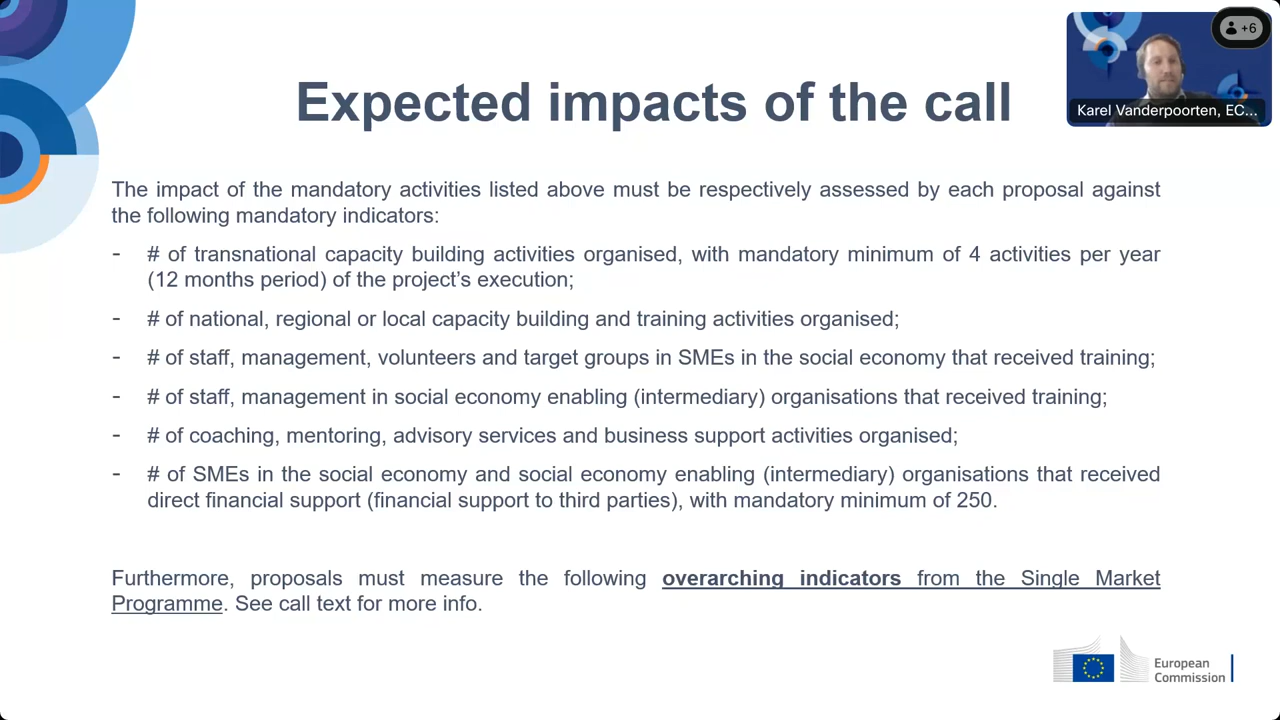 +6
Karel Vanderpoorten, EC...
Expected impacts of the call
The impact of the mandatory activities listed above must be respectively assessed by each proposal against
the following mandatory indicators:
- # of transnational capacity building activities organised, with mandatory minimum of 4 activities per year
(12 months period) of the project's execution;
- # of national, regional or local capacity building and training activities organised;
- # of staff, management, volunteers and target groups in SMEs in the social economy that received training;
- # of staff, management in social economy enabling (intermediary) organisations that received training;
- # of coaching, mentoring, advisory services and business support activities organised;
- # of SMEs in the social economy and social economy enabling (intermediary) organisations that received
direct financial support (financial support to third parties), with mandatory minimum of 250.
Furthermore, proposals must measure the following overarching indicators from the Single Market
Programme. See call text for more info.
European
Commission